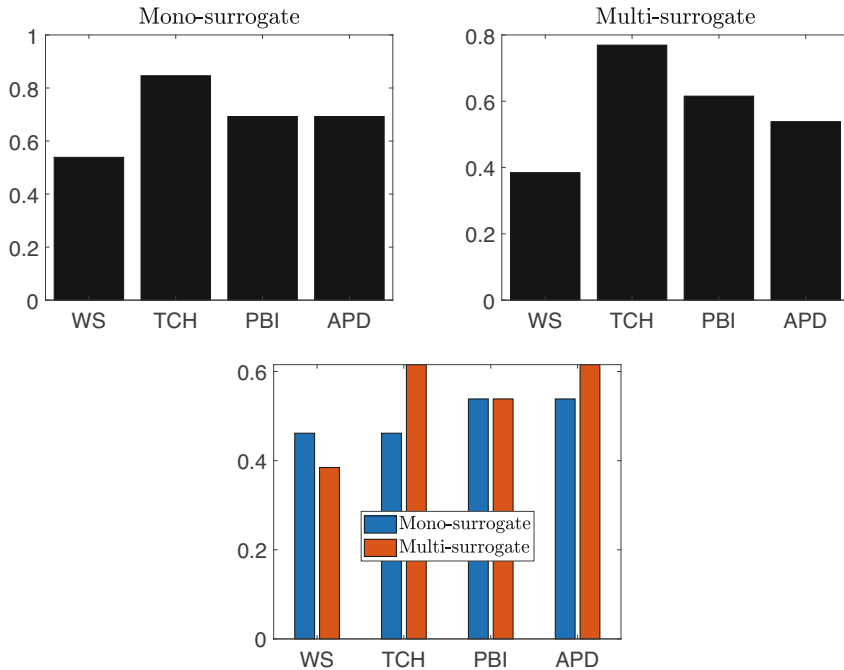 Mono-surrogate
1
0.8
0.6
0.4
0.2
0
WS TCH PBI APD
Multi-surrogate
0.8
0.6
0.4
0.2
0
WS TCH PBI APD
0.6
0.4
0.2
0
Mono-surrogate
Multi-surrogate
WS TCH PBI APD